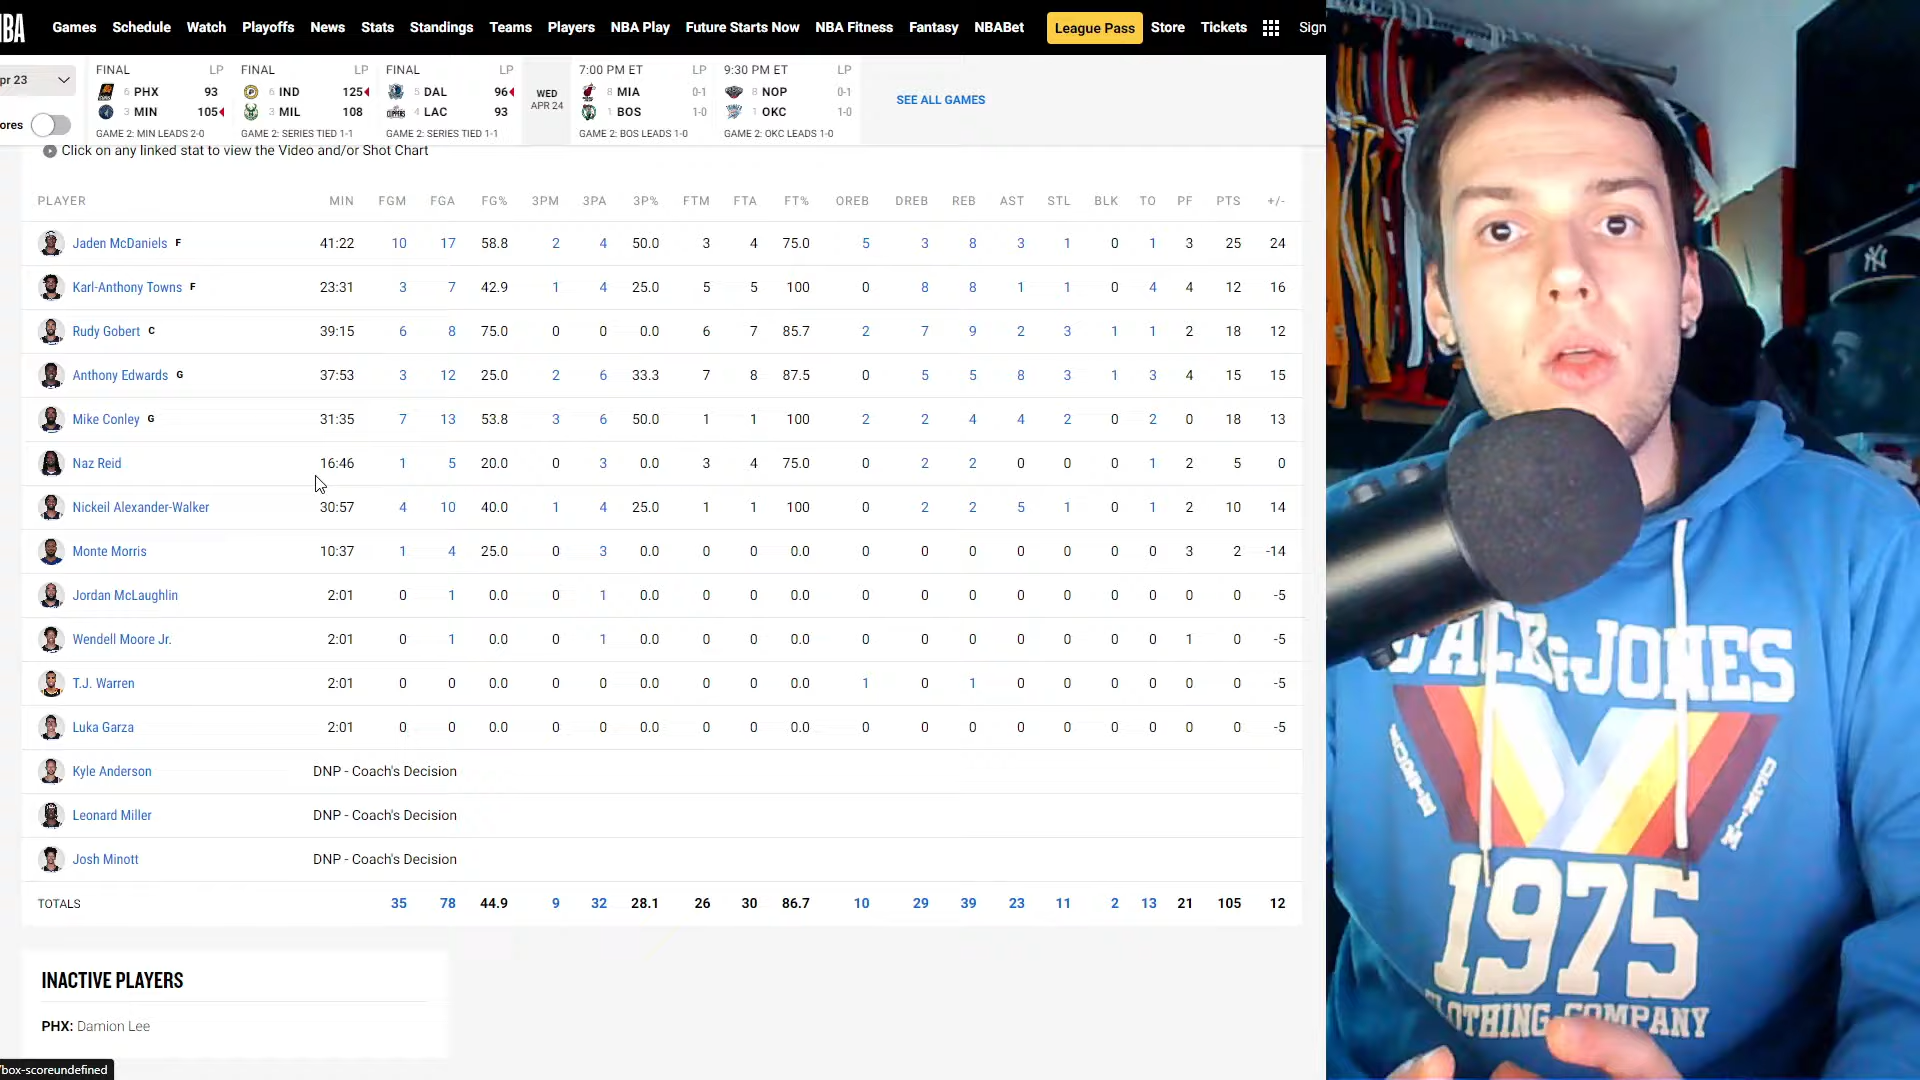 NBA Games Schedule Watch Playoffs News Stats Standings Teams Players NBA Play Future Starts Now NBA Fitness Fantasy NBABet League Pass Store Tickets Sign
pr 23
ores
FINAL LP
6 PHX 93
3 MIN 105
GAME 2: MIN LEADS 2-0
FINAL LP
6 IND 125
3 MIL 108
GAME 2: SERIES TIED 1-1
FINAL LP
5 DAL 96
4 LAC 93
GAME 2: SERIES TIED 1-1
WED
APR 24
7:00 PM ET LP
8 MIA 0-1
1 BOS 1-0
GAME 2: BOS LEADS 1-0
9:30 PM ET LP
8 NOP 0-1
1 OKC 1-0
GAME 2: OKC LEADS 1-0
SEE ALL GAMES
Click on any linked stat to view the Video and/or Shot Chart
PLAYER MIN FGM FGA FG% 3PM 3PA 3P% FTM FTA FT% OREB DREB REB AST STL BLK TO PF PTS +/-
Jaden McDaniels F 41:22 10 17 58.8 2 4 50.0 3 4 75.0 5 3 8 3 1 0 1 3 25 24
Karl-Anthony Towns F 23:31 3 7 42.9 1 4 25.0 5 5 100 0 8 8 1 1 0 4 4 12 16
Rudy Gobert C 39:15 6 8 75.0 0 0 0.0 6 7 85.7 2 7 9 2 3 1 1 2 18 12
Anthony Edwards G 37:53 3 12 25.0 2 6 33.3 7 8 87.5 0 5 5 8 3 1 3 4 15 15
Mike Conley G 31:35 7 13 53.8 3 6 50.0 1 1 100 2 2 4 4 2 0 2 0 18 13
Naz Reid 16:46 1 5 20.0 0 3 0.0 3 4 75.0 0 2 2 0 0 0 1 2 5 0
Nickeil Alexander-Walker 30:57 4 10 40.0 1 4 25.0 1 1 100 0 2 2 5 1 0 1 2 10 14
Monte Morris 10:37 1 4 25.0 0 3 0.0 0 0 0.0 0 0 0 0 0 0 0 3 2 -14
Jordan McLaughlin 2:01 0 1 0.0 0 1 0.0 0 0 0.0 0 0 0 0 0 0 0 0 0 -5
Wendell Moore Jr. 2:01 0 1 0.0 0 1 0.0 0 0 0.0 0 0 0 0 0 0 0 1 0 -5
T.J. Warren 2:01 0 0 0.0 0 0 0.0 0 0 0.0 1 0 1 0 0 0 0 0 0 -5
Luka Garza 2:01 0 0 0.0 0 0 0.0 0 0 0.0 0 0 0 0 0 0 0 0 0 -5
Kyle Anderson DNP - Coach's Decision
Leonard Miller DNP - Coach's Decision
Josh Minott DNP - Coach's Decision
TOTALS 35 78 44.9 9 32 28.1 26 30 86.7 10 29 39 23 11 2 13 21 105 12
INACTIVE PLAYERS
PHX: Damion Lee
/box-scoreundefined
JACK & JONES
1975
CLOTHING COMPANY